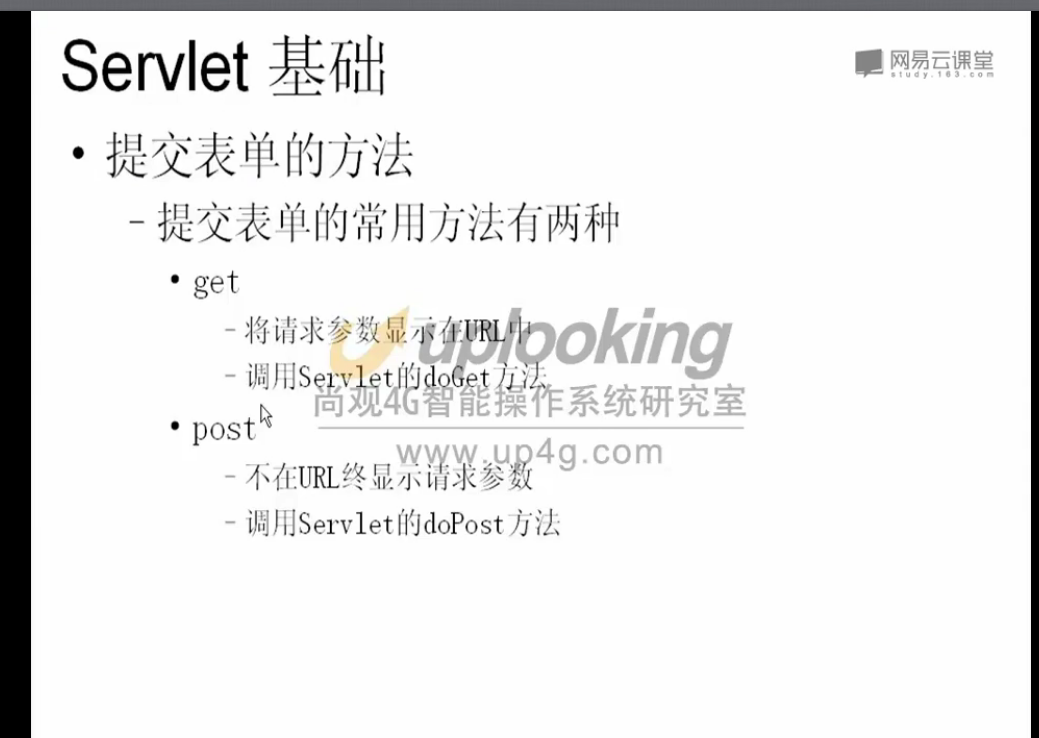 Servlet 基础
网易云课堂
study.163.com
• 提交表单的方法
– 提交表单的常用方法有两种
• get
– 将请求参数显示在URL中
– 调用Servlet的doGet方法
uplooking
尚观4G智能操作系统研究室
• post
www.up4g.com
– 不在URL终显示请求参数
– 调用Servlet的doPost方法